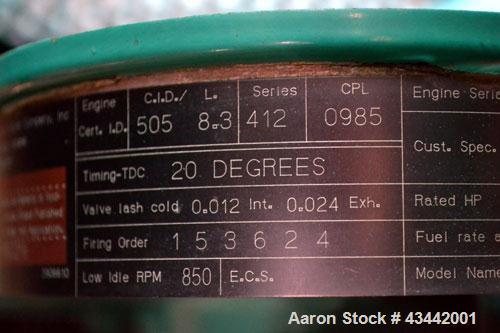 Engine C.I.D./ L. Series CPL Engine Seri
Cert. I.D. 505 8.3 412 0985
Cust. Spec.
Timing-TDC 20 DEGREES
Valve lash cold 0.012 Int. 0.024 Exh. Rated HP
Firing Order 1 5 3 6 2 4 Fuel rate a
Low Idle RPM 850 E.C.S. Model Name
Aaron Stock # 43442001